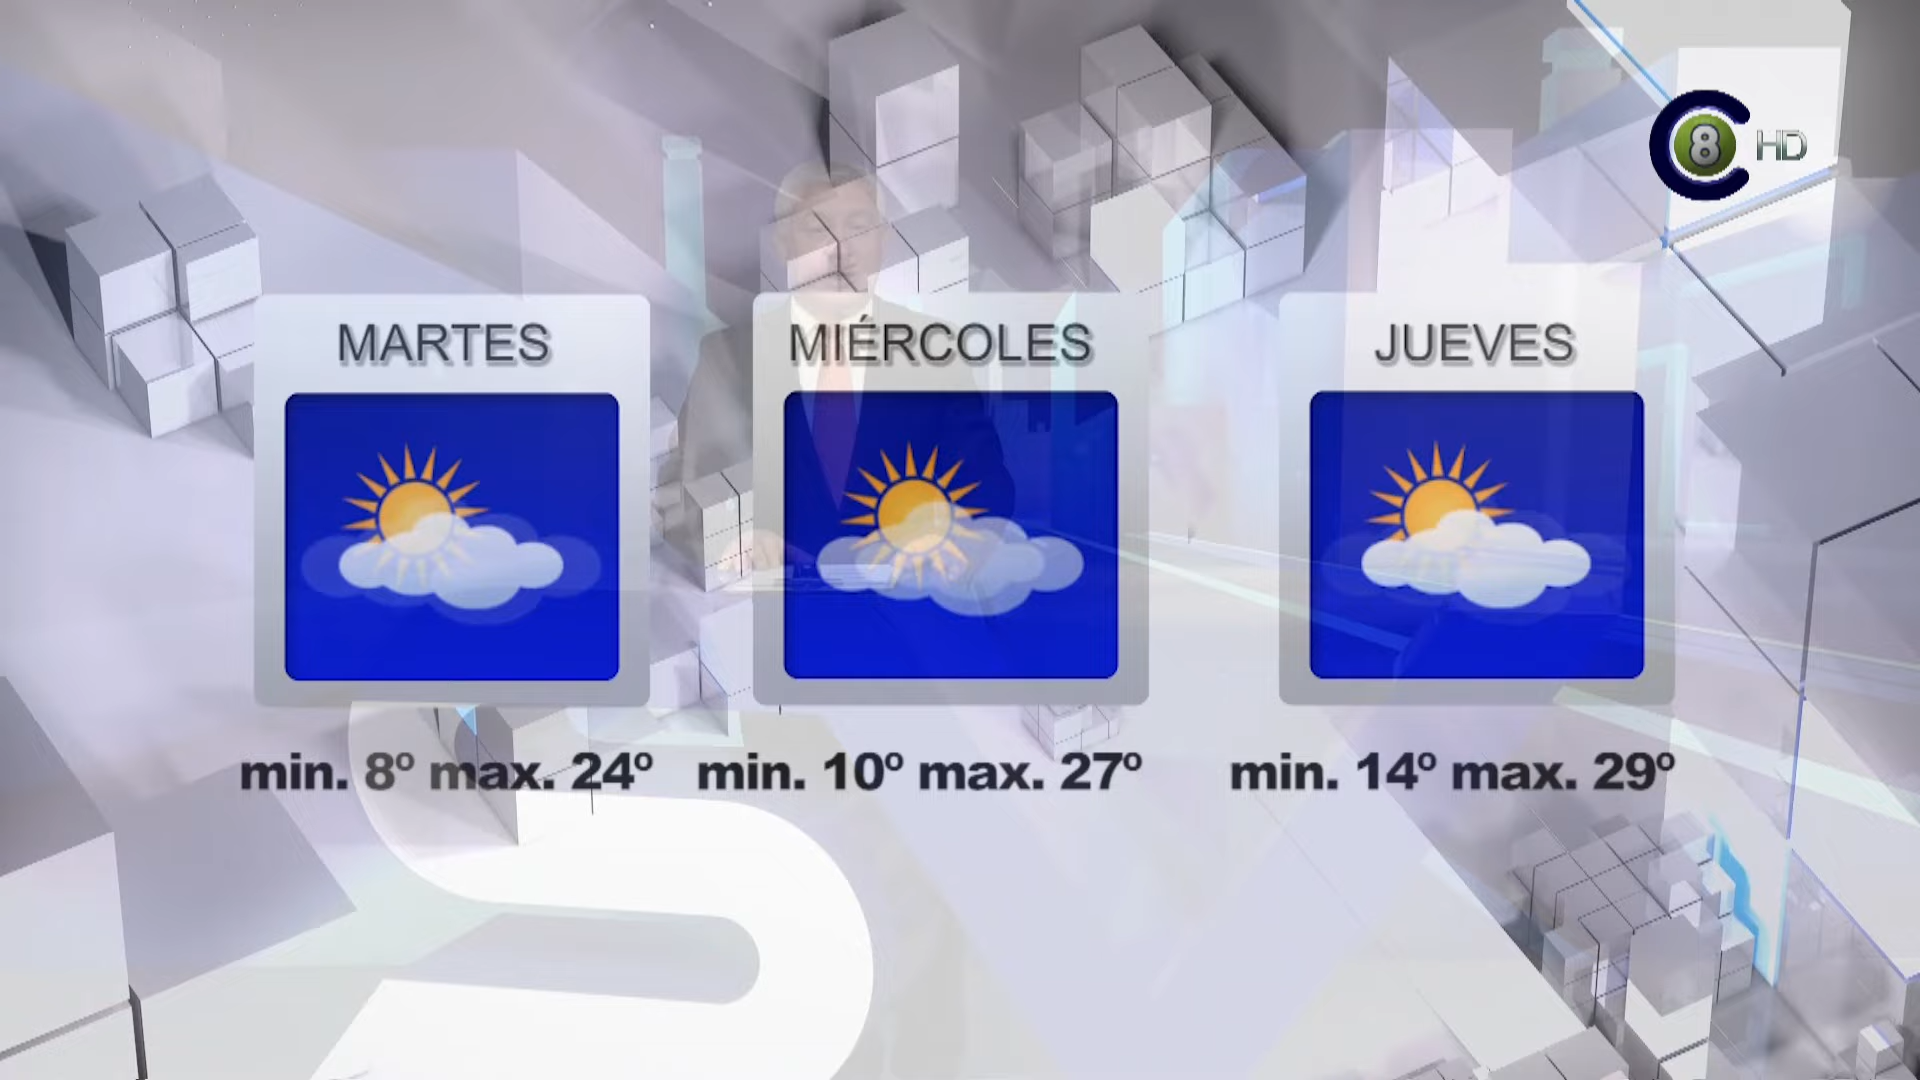 C 8 HD
MARTES
MIÉRCOLES
JUEVES
min. 8º max. 24º
min. 10º max. 27º
min. 14º max. 29º